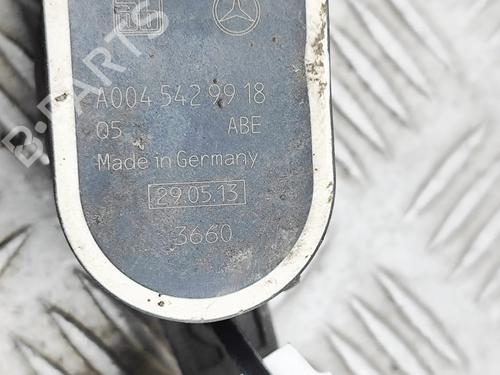 A004 542 99 18
Q5 ABE
Made in Germany
29.05.13
3660
B-PARTS